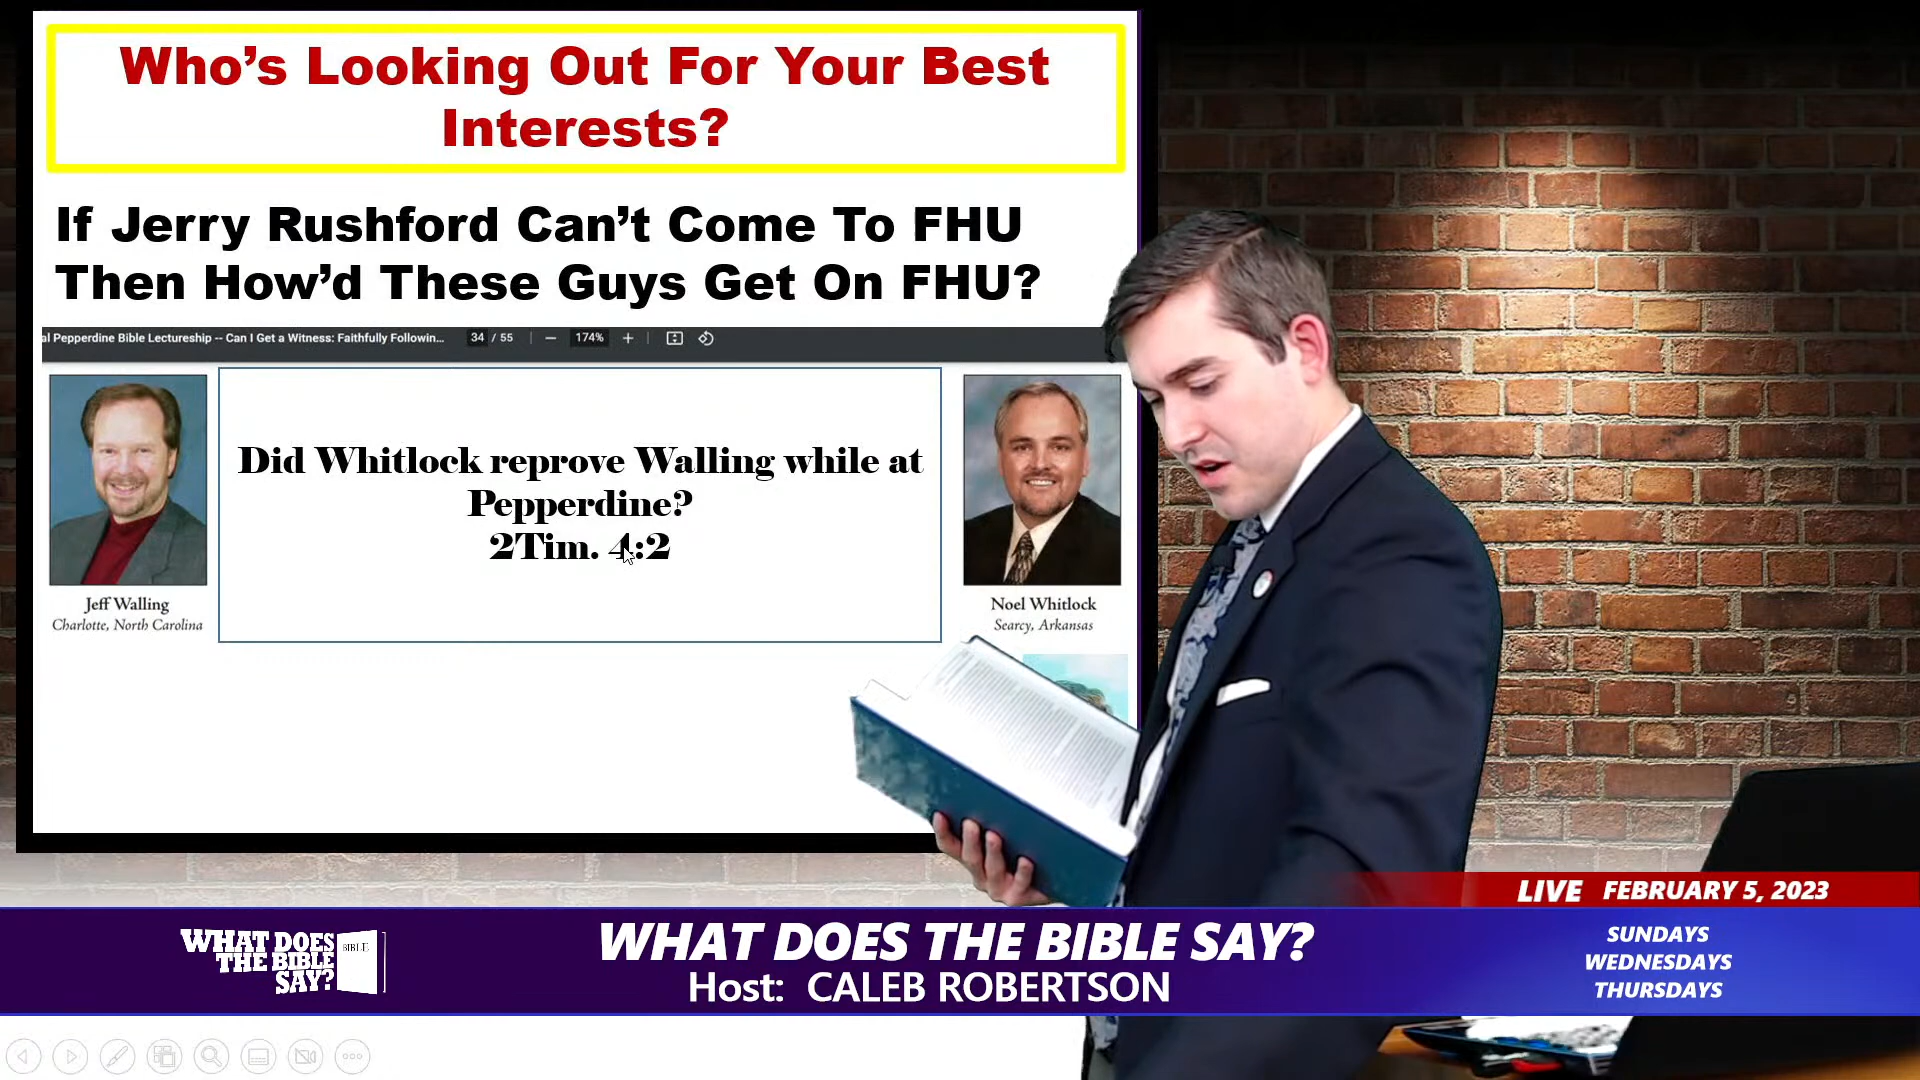 Who's Looking Out For Your Best
Interests?
If Jerry Rushford Can't Come To FHU
Then How'd These Guys Get On FHU?
al Pepperdine Bible Lectureship -- Can I Get a Witness: Faithfully Followin... 34 / 55 174%
Did Whitlock reprove Walling while at
Pepperdine?
2Tim. 4:2
Jeff Walling
Charlotte, North Carolina
Noel Whitlock
Searcy, Arkansas
LIVE FEBRUARY 5, 2023
WHAT DOES
THE BIBLE
SAY?
BIBLE
WHAT DOES THE BIBLE SAY?
Host: CALEB ROBERTSON
SUNDAYS
WEDNESDAYS
THURSDAYS